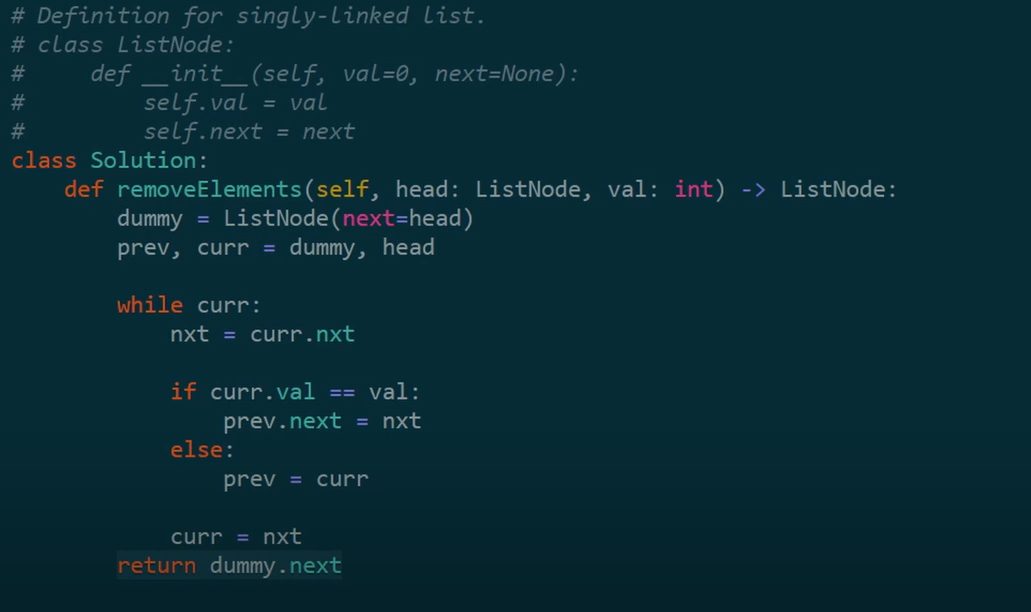 # Definition for singly-linked list.
# class ListNode:
#     def __init__(self, val=0, next=None):
#         self.val = val
#         self.next = next
class Solution:
    def removeElements(self, head: ListNode, val: int) -> ListNode:
        dummy = ListNode(next=head)
        prev, curr = dummy, head
        while curr:
            nxt = curr.nxt
            if curr.val == val:
                prev.next = nxt
            else:
                prev = curr
            curr = nxt
        return dummy.next